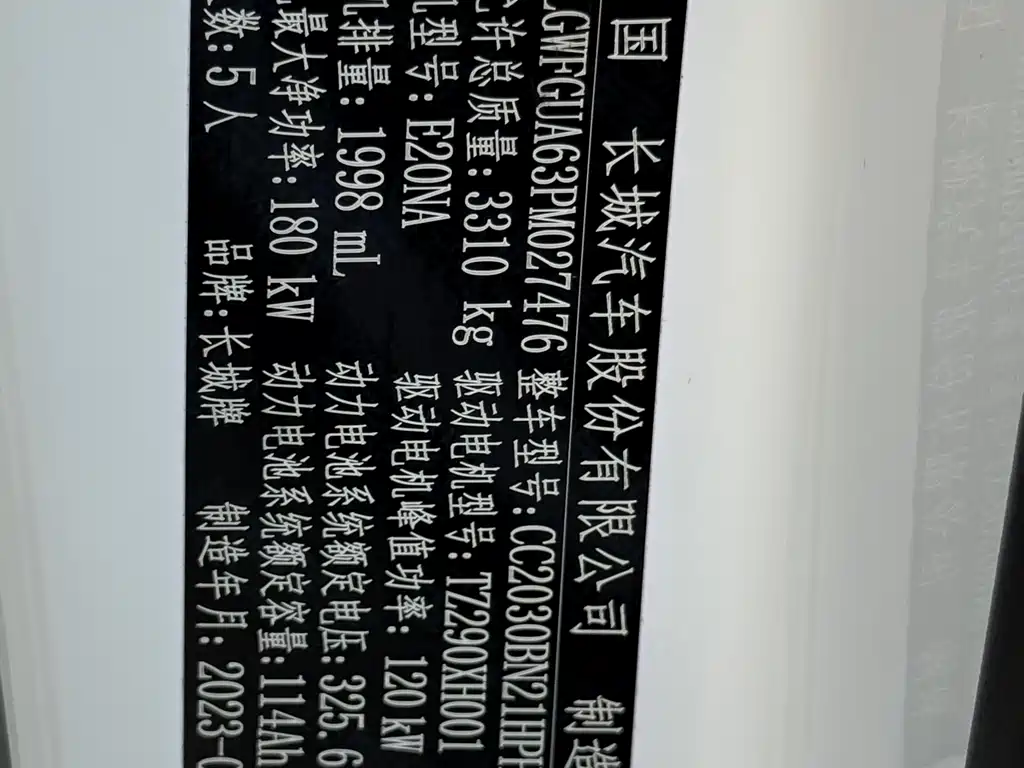 国 长城汽车股份有限公司 制造
LGWFGUA63PM027476 整车型号:CC2030BN21HPH
许总质量:3310 kg 驱动电机型号:TZ290XH001
型号:E20NA 驱动电机峰值功率:120 kW
排量:1998 mL 动力电池系统额定电压:325.6
最大净功率:180 kW 动力电池系统额定容量:114Ah
数:5人 品牌:长城牌 制造年月:2023-0